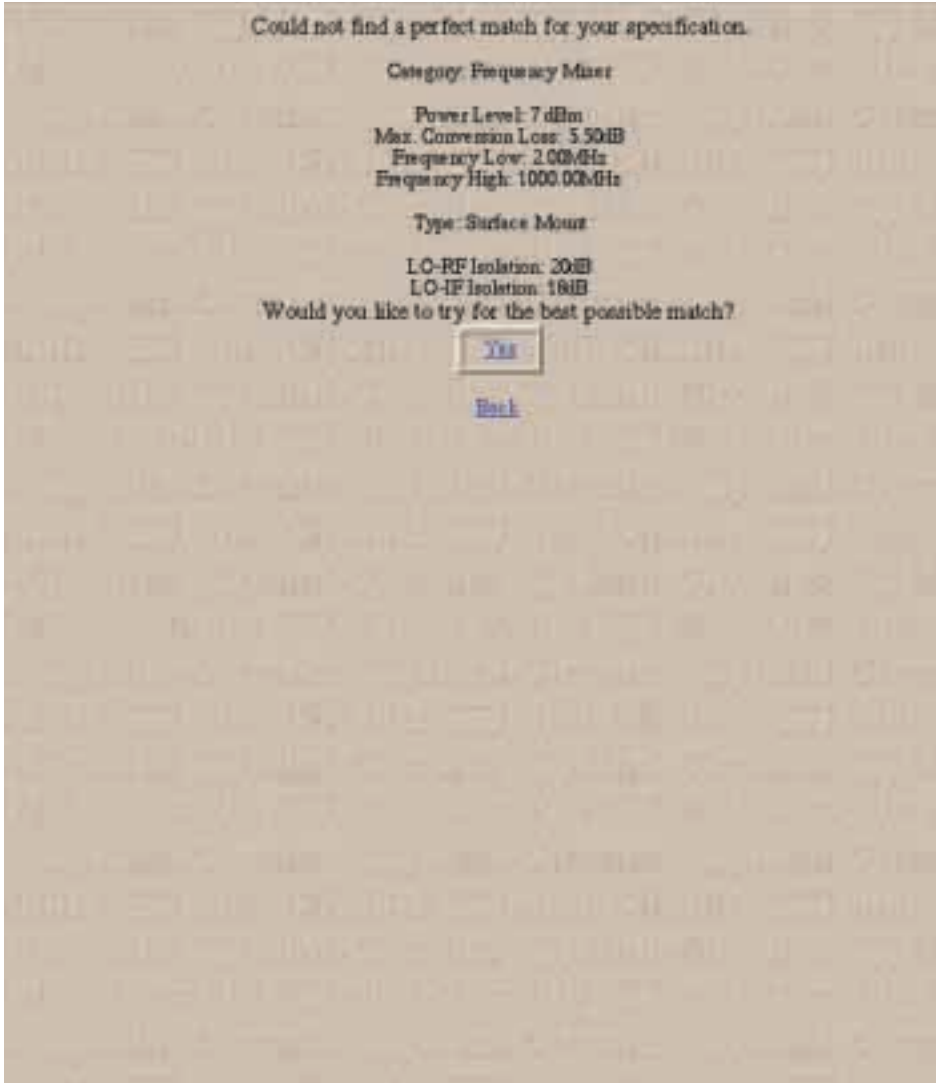 Could not find a perfect match for your specification.
Category: Frequency Mixer
Power Level: 7 dBm
Max. Conversion Loss: 5.50dB
Frequency Low: 2.00MHz
Frequency High: 1000.00MHz
Type: Surface Mount
LO-RF Isolation: 20dB
LO-IF Isolation: 18dB
Would you like to try for the best possible match?
Yes
Back